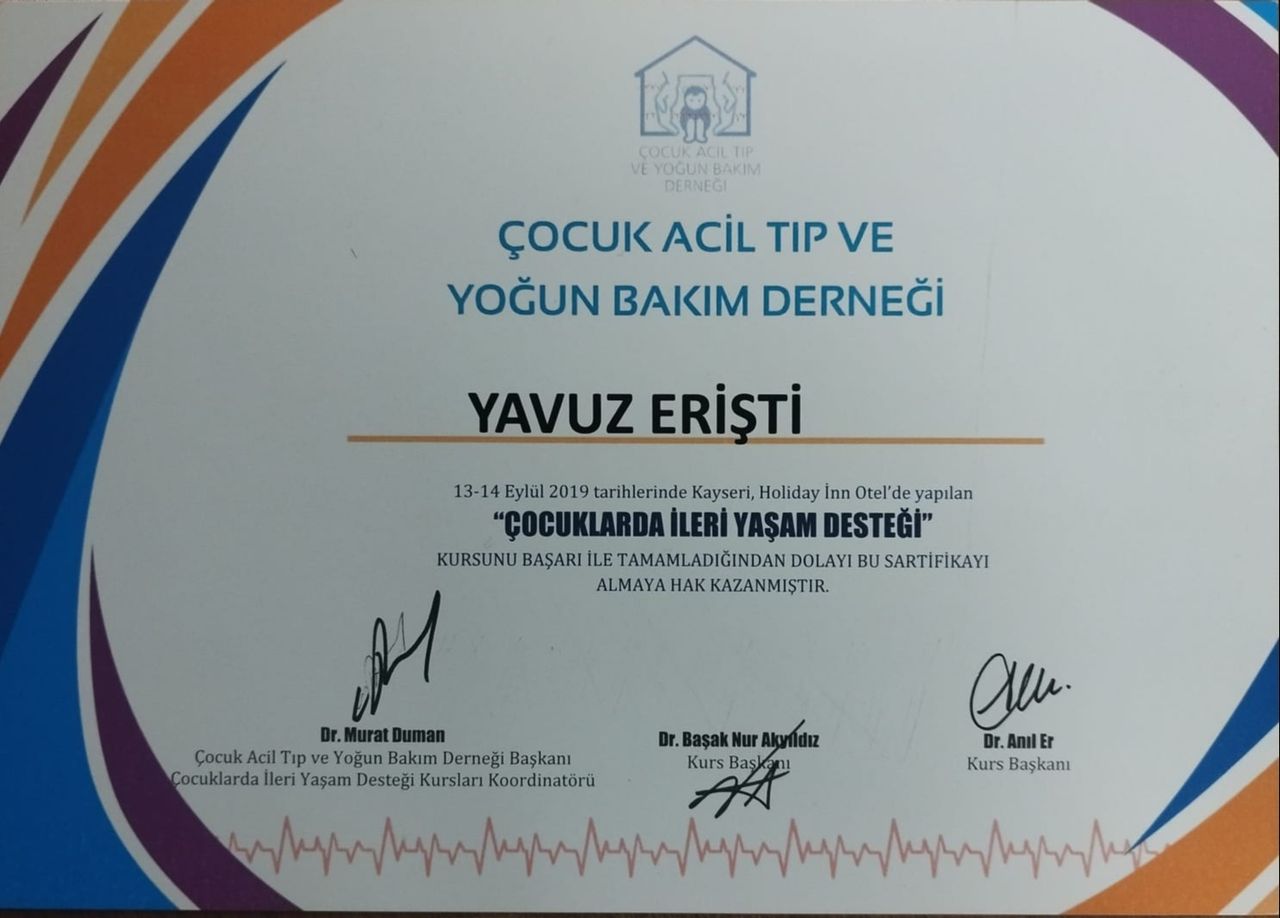 ÇOCUK ACİL TIP
VE YOĞUN BAKIM
DERNEĞİ
ÇOCUK ACİL TIP VE
YOĞUN BAKIM DERNEĞİ
YAVUZ ERİŞTİ
13-14 Eylül 2019 tarihlerinde Kayseri, Holiday İnn Otel'de yapılan
“ÇOCUKLARDA İLERİ YAŞAM DESTEĞİ”
KURSUNU BAŞARI İLE TAMAMLADIĞINDAN DOLAYI BU SARTİFİKAYI
ALMAYA HAK KAZANMIŞTIR.
Dr. Murat Duman
Çocuk Acil Tıp ve Yoğun Bakım Derneği Başkanı
Çocuklarda İleri Yaşam Desteği Kursları Koordinatörü
Dr. Başak Nur Akyıldız
Kurs Başkanı
Dr. Anıl Er
Kurs Başkanı